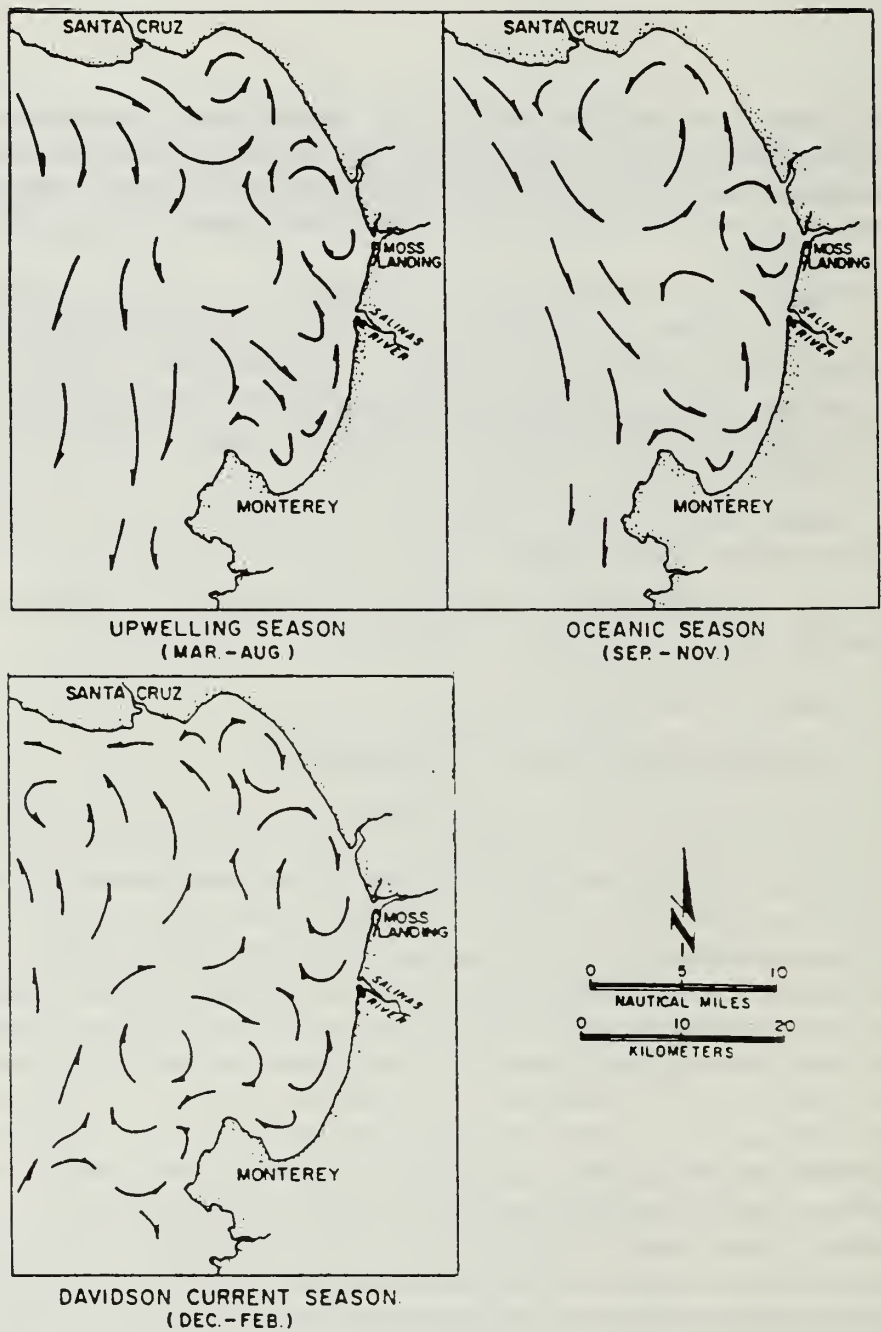 SANTA CRUZ
MOSS
LANDING
SALINAS
RIVER
MONTEREY
UPWELLING SEASON
(MAR.-AUG.)
SANTA CRUZ
MOSS
LANDING
SALINAS
RIVER
MONTEREY
OCEANIC SEASON
(SEP.-NOV.)
SANTA CRUZ
MOSS
LANDING
SALINAS
RIVER
MONTEREY
DAVIDSON CURRENT SEASON.
(DEC.-FEB.)
N
0 5 10
NAUTICAL MILES
0 10 20
KILOMETERS